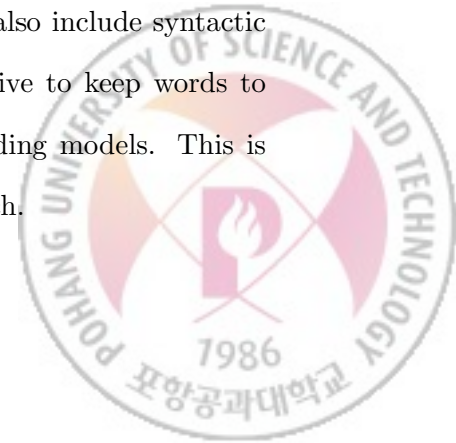 also include syntactic
ive to keep words to
ding models. This is
h.
POHANG UNIVERSITY OF SCIENCE AND TECHNOLOGY
1986
포항공과대학교